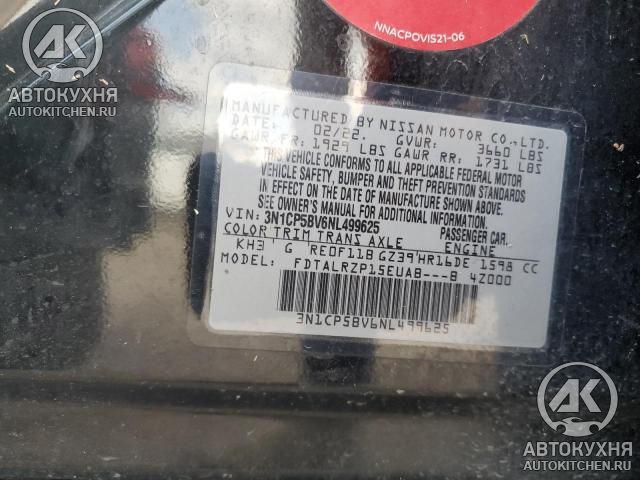 NNACPOVIS21-06
AK
АВТОКУХНЯ
AUTOKITCHEN.RU
MANUFACTURED BY NISSAN MOTOR CO.,LTD.
DATE: 02/22. GVWR: 3660 LBS
GAWR FR: 1929 LBS GAWR RR: 1731 LBS
THIS VEHICLE CONFORMS TO ALL APPLICABLE FEDERAL MOTOR
VEHICLE SAFETY, BUMPER AND THEFT PREVENTION STANDARDS
IN EFFECT ON THE DATE OF MANUFACTURE SHOWN ABOVE.
SEE OWNER'S MANUAL FOR ADDITIONAL INFORMATION.
VIN: 3N1CP5BV6NL499625 PASSENGER CAR
COLOR TRIM TRANS AXLE ENGINE
KH3 G RE0F11B GZ39 HR16DE 1598 CC
MODEL: FDTALRZP15EUAB---B 4Z000
3N1CP5BV6NL499625
AK
АВТОКУХНЯ
AUTOKITCHEN.RU